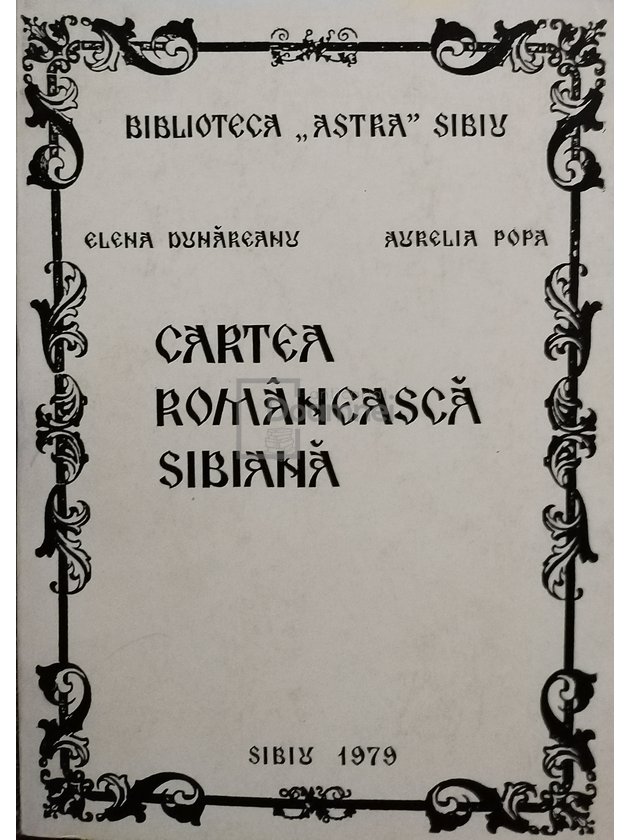 BIBLIOTECA „ASTRA” SIBIU
ELENA DUNĂREANU AURELIA POPA
CARTEA
ROMÂNEASCĂ
SIBIANĂ
SIBIU 1979